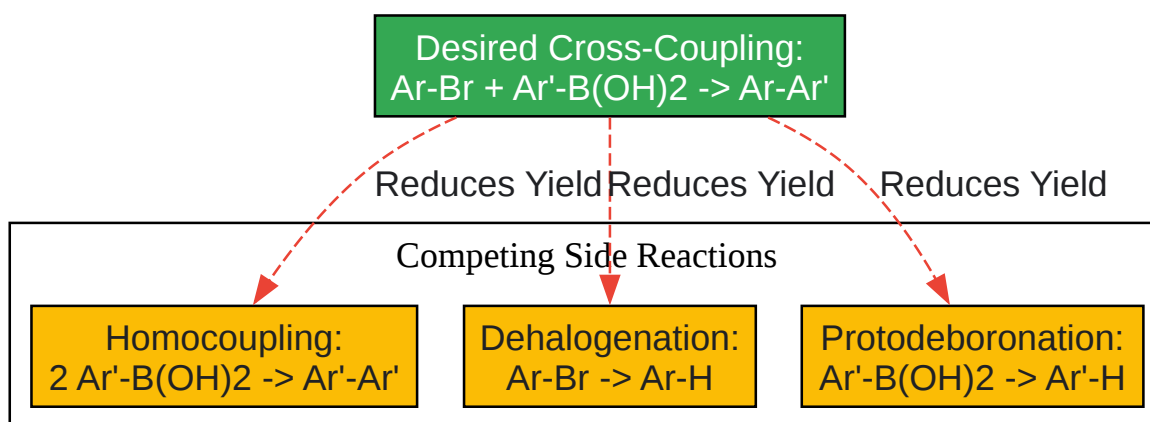 Desired Cross-Coupling:
Ar-Br + Ar'-B(OH)2 -> Ar-Ar'
Reduces Yield
Reduces Yield
Reduces Yield
Competing Side Reactions
Homocoupling:
2 Ar'-B(OH)2 -> Ar'-Ar'
Dehalogenation:
Ar-Br -> Ar-H
Protodeboronation:
Ar'-B(OH)2 -> Ar'-H